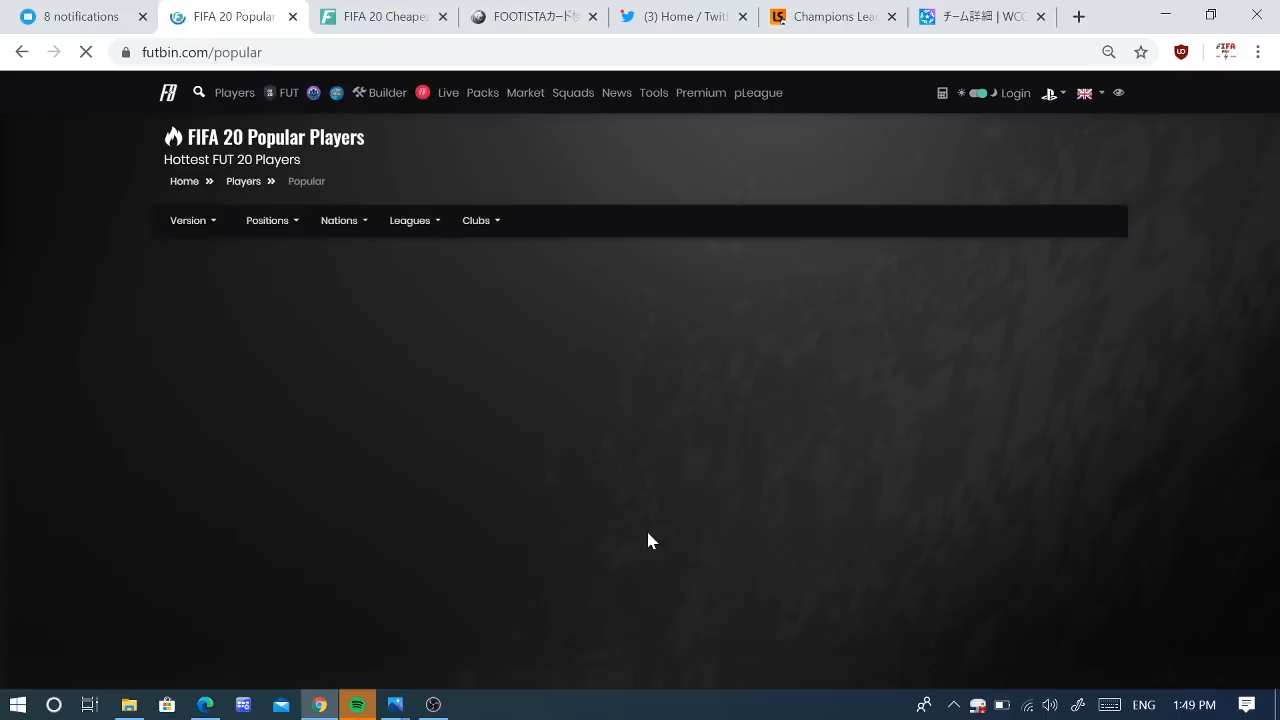 8 notifications
FIFA 20 Popular
FIFA 20 Cheape
FORTISTAカード
(3) Home / Twitt
Champions Lea
チーム詳細 | WCC
futbin.com/popular
Players FUT Builder Live Packs Market Squads News Tools Premium pLeague Login
FIFA 20 Popular Players
Hottest FUT 20 Players
Home » Players » Popular
Version Positions Nations Leagues Clubs
ENG 1:49 PM